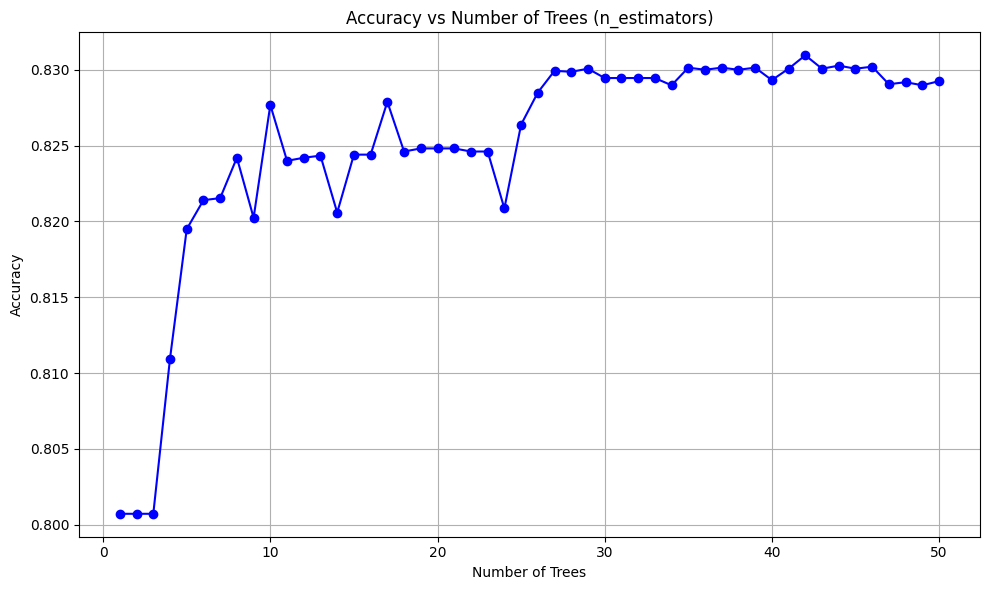 Accuracy vs Number of Trees (n_estimators)
Accuracy
0.830
0.825
0.820
0.815
0.810
0.805
0.800
0 10 20 30 40 50
Number of Trees